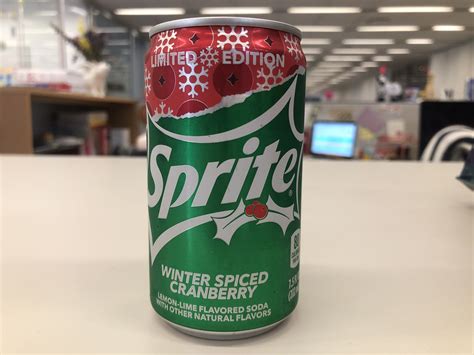 LIMITED EDITION
Sprite
WINTER SPICED
CRANBERRY
LEMON-LIME FLAVORED SODA
WITH OTHER NATURAL FLAVORS